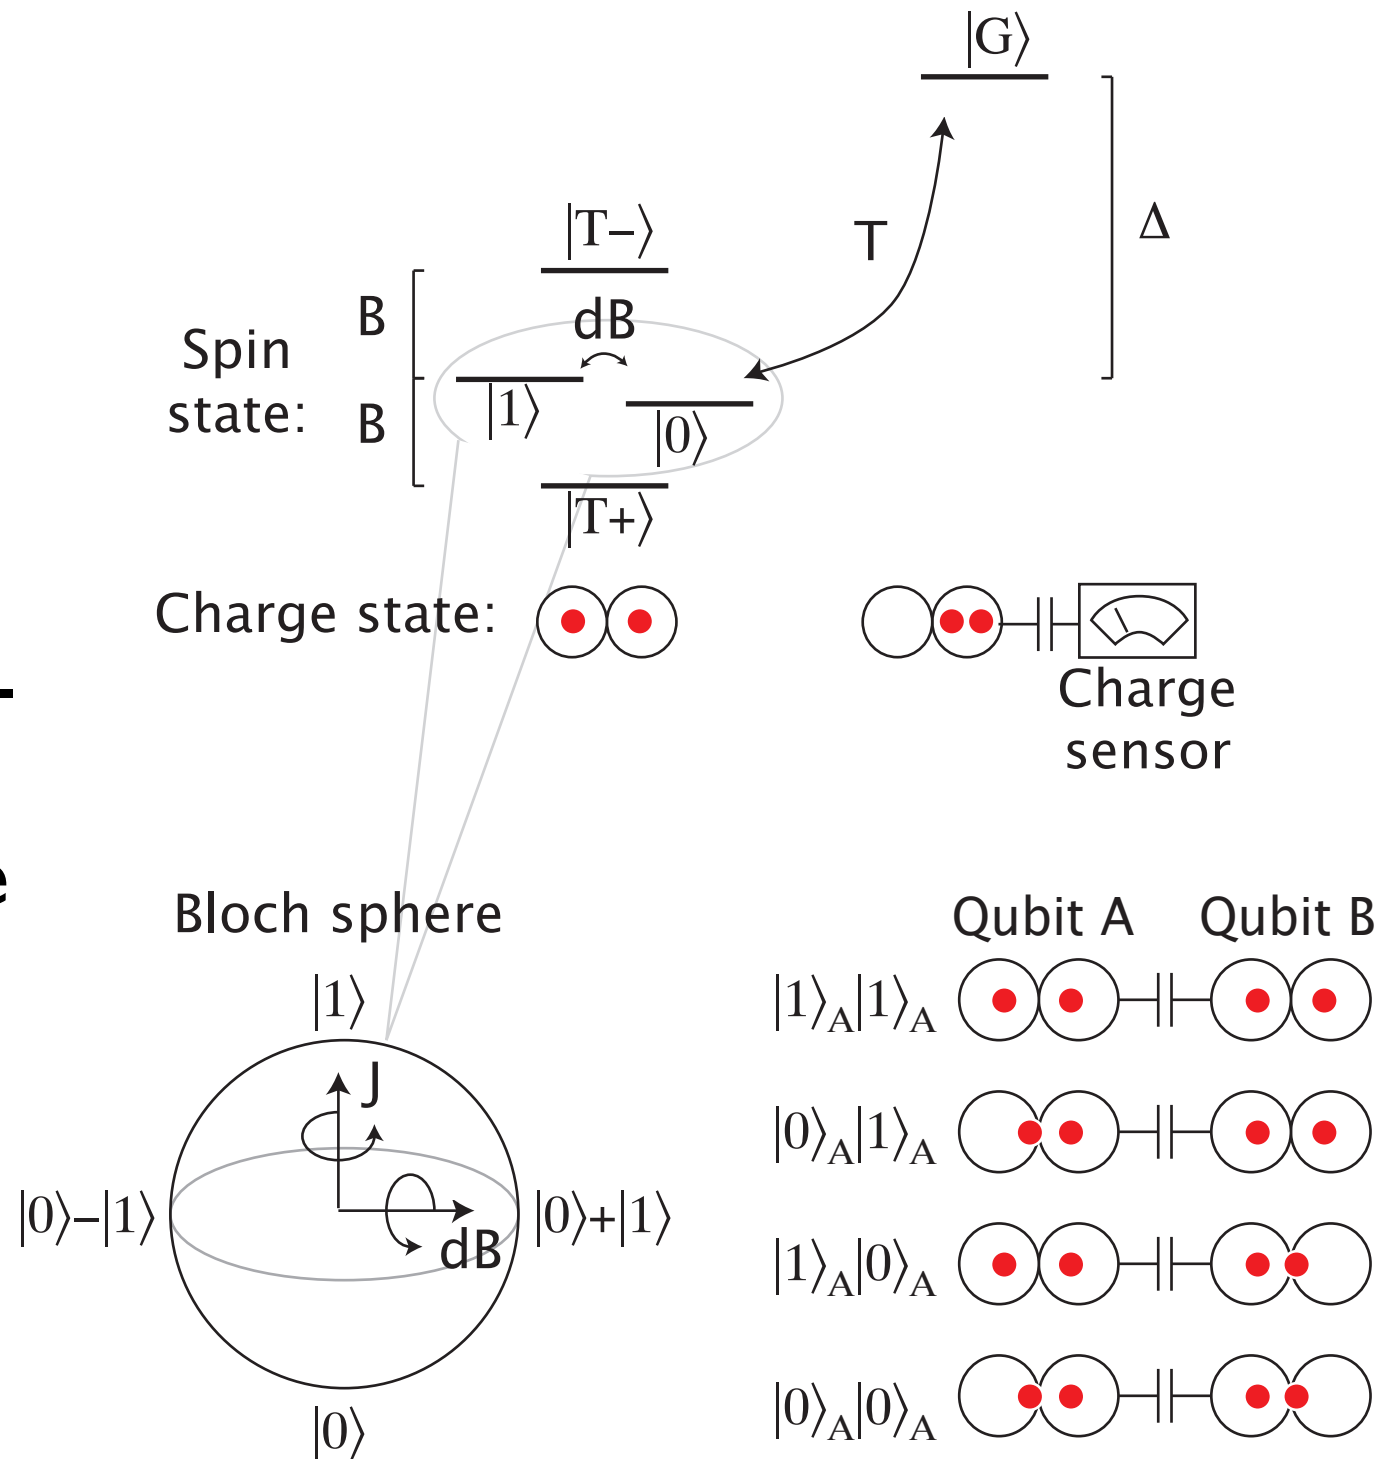 |G⟩
Δ
T
|T−⟩
B
dB
Spin
state:
|1⟩
B
|0⟩
|T+⟩
Charge state:
Charge
sensor
-
e
Bloch sphere
|1⟩
J
|0⟩−|1⟩
|0⟩+|1⟩
dB
|0⟩
Qubit A Qubit B
|1⟩A|1⟩A
|0⟩A|1⟩A
|1⟩A|0⟩A
|0⟩A|0⟩A